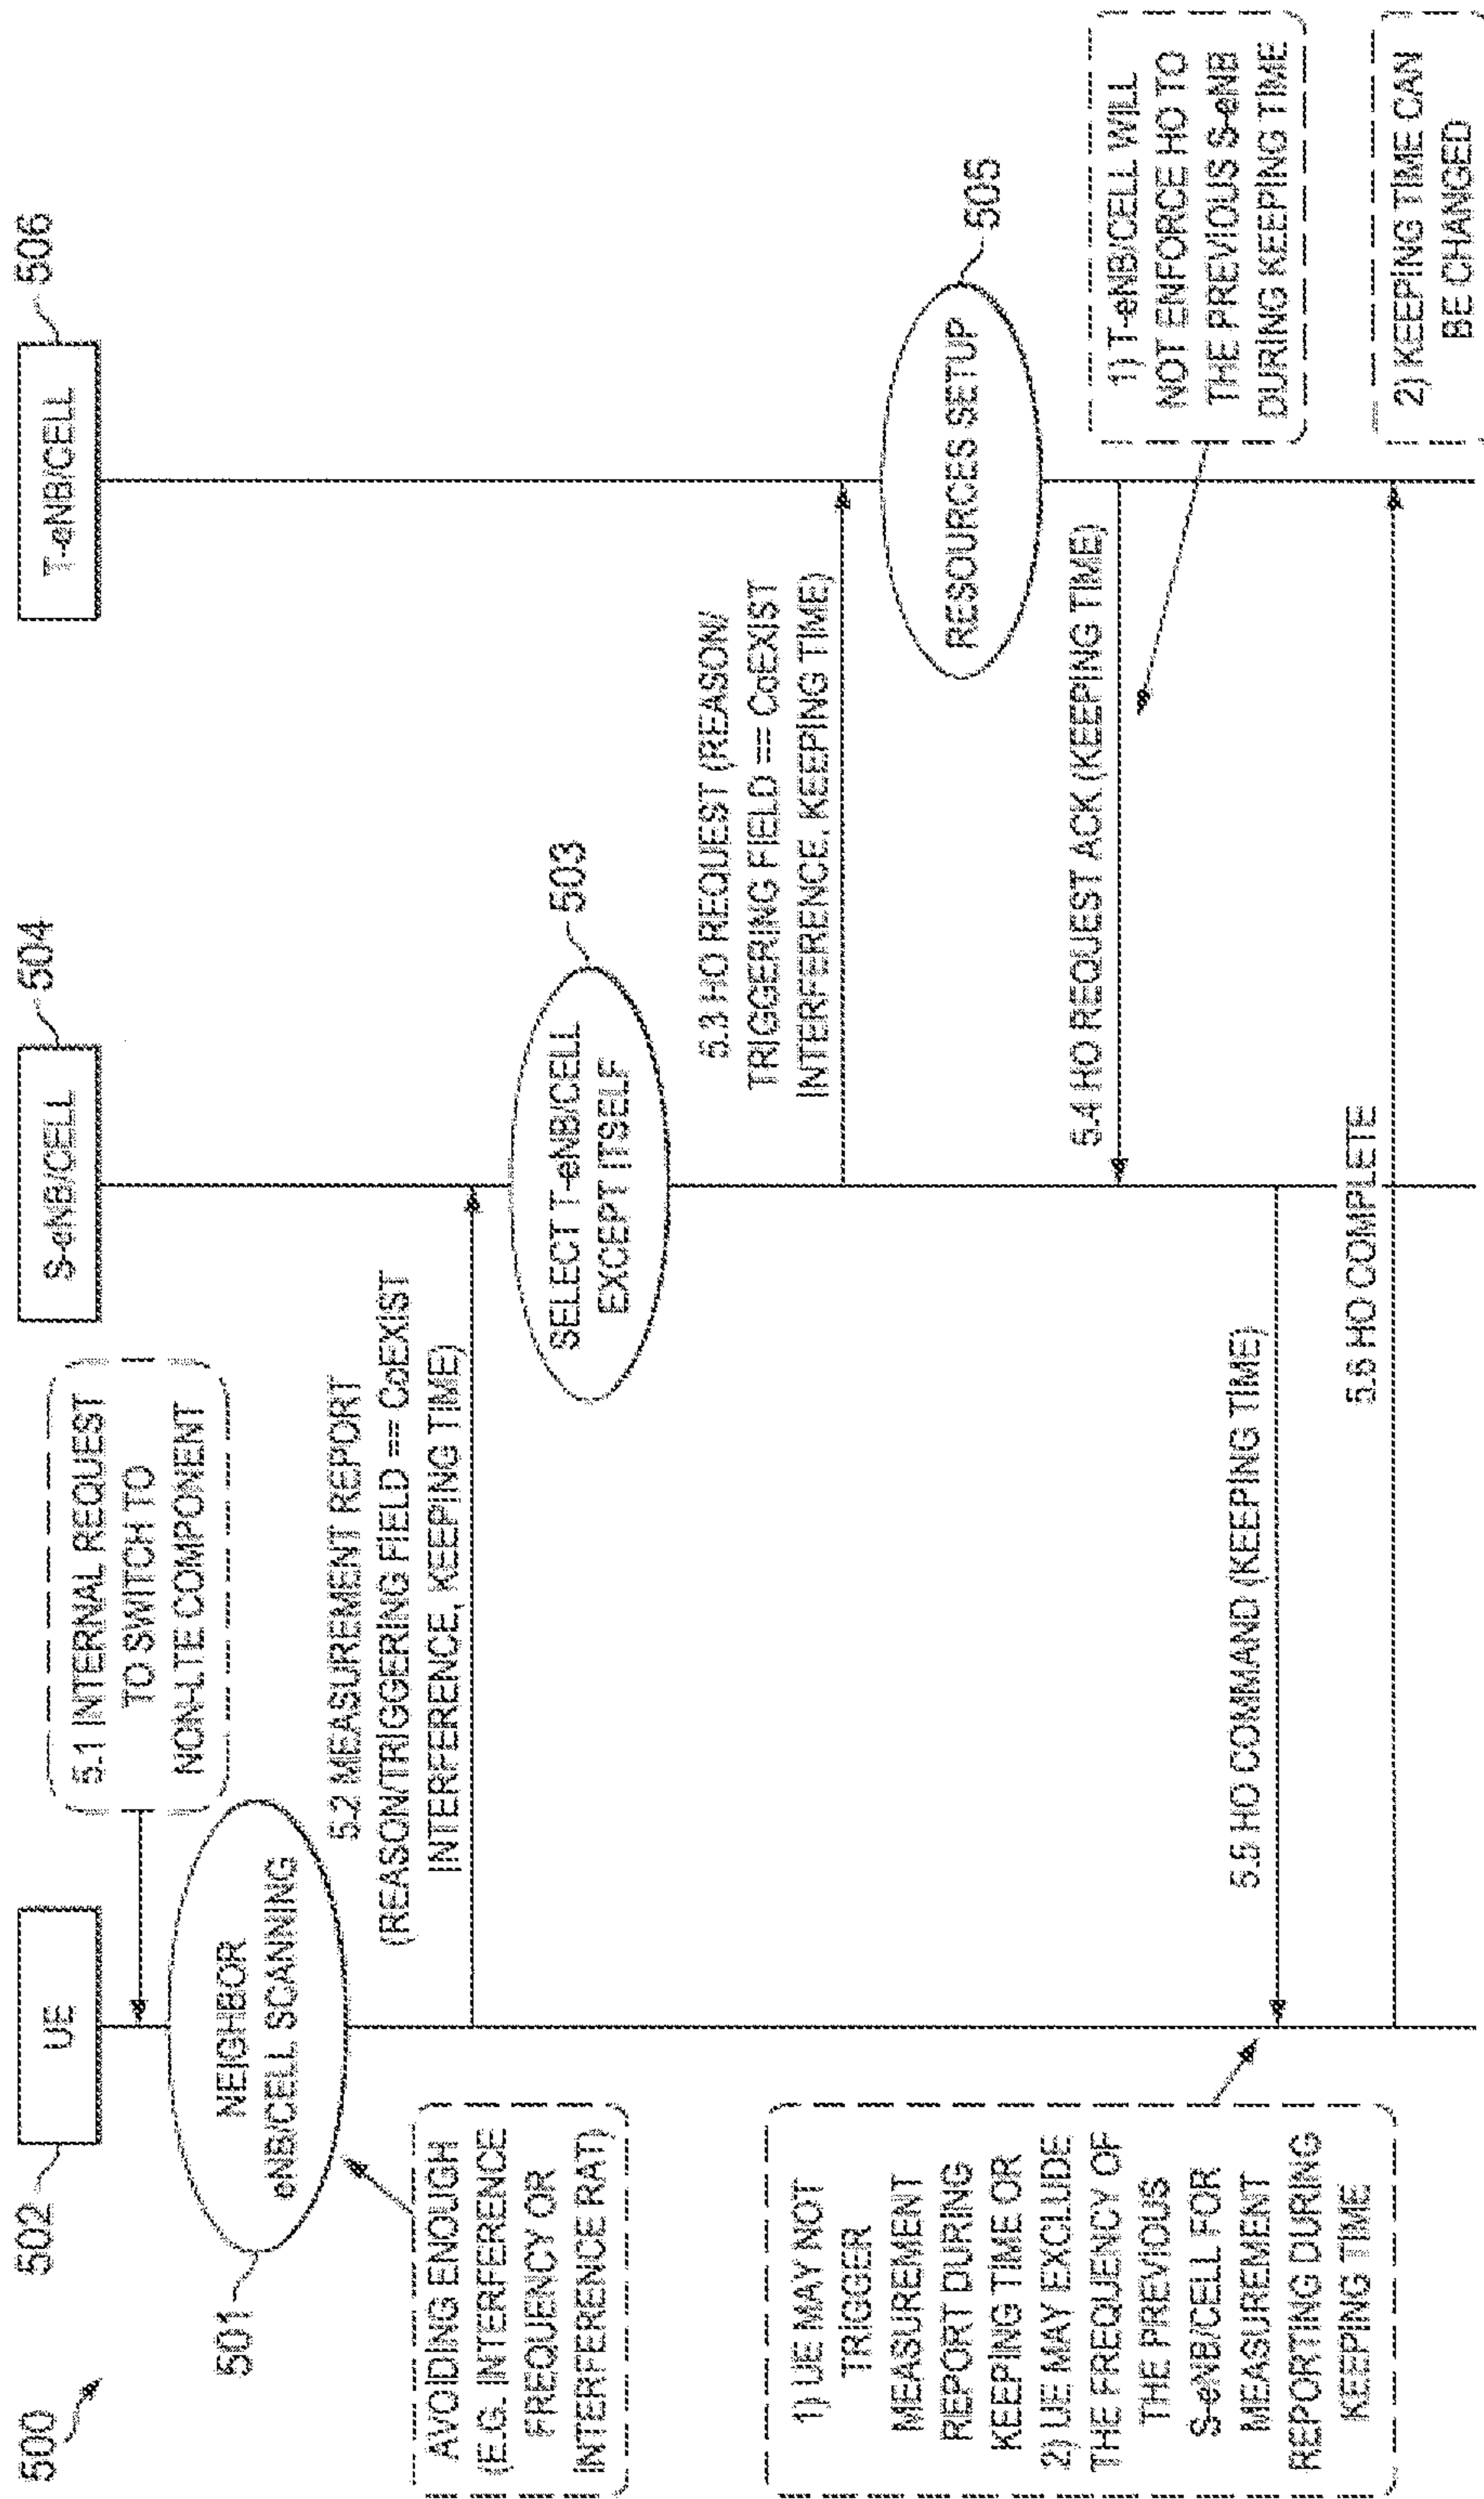 500
502
UE
504
S-eNB/CELL
506
T-eNB/CELL
5.1 INTERNAL REQUEST
TO SWITCH TO
NON-LTE COMPONENT
501
NEIGHBOR
eNB/CELL SCANNING
AVOIDING ENOUGH
(E.G. INTERFERENCE
FREQUENCY OR
INTERFERENCE RAT)
5.2 MEASUREMENT REPORT
(REASON/TRIGGERING FIELD == CoEXIST
INTERFERENCE, KEEPING TIME)
SELECT T-eNB/CELL
EXCEPT ITSELF
503
5.3 HO REQUEST (REASON/
TRIGGERING FIELD == CoEXIST
INTERFERENCE, KEEPING TIME)
RESOURCES SETUP
505
5.4 HO REQUEST ACK (KEEPING TIME)
1) T-eNB/CELL WILL
NOT ENFORCE HO TO
THE PREVIOUS S-eNB
DURING KEEPING TIME
1) UE MAY NOT
TRIGGER
MEASUREMENT
REPORT DURING
KEEPING TIME OR
2) UE MAY EXCLUDE
THE FREQUENCY OF
THE PREVIOUS
S-eNB/CELL FOR
MEASUREMENT
REPORTING DURING
KEEPING TIME
5.5 HO COMMAND (KEEPING TIME)
5.6 HO COMPLETE
2) KEEPING TIME CAN
BE CHANGED